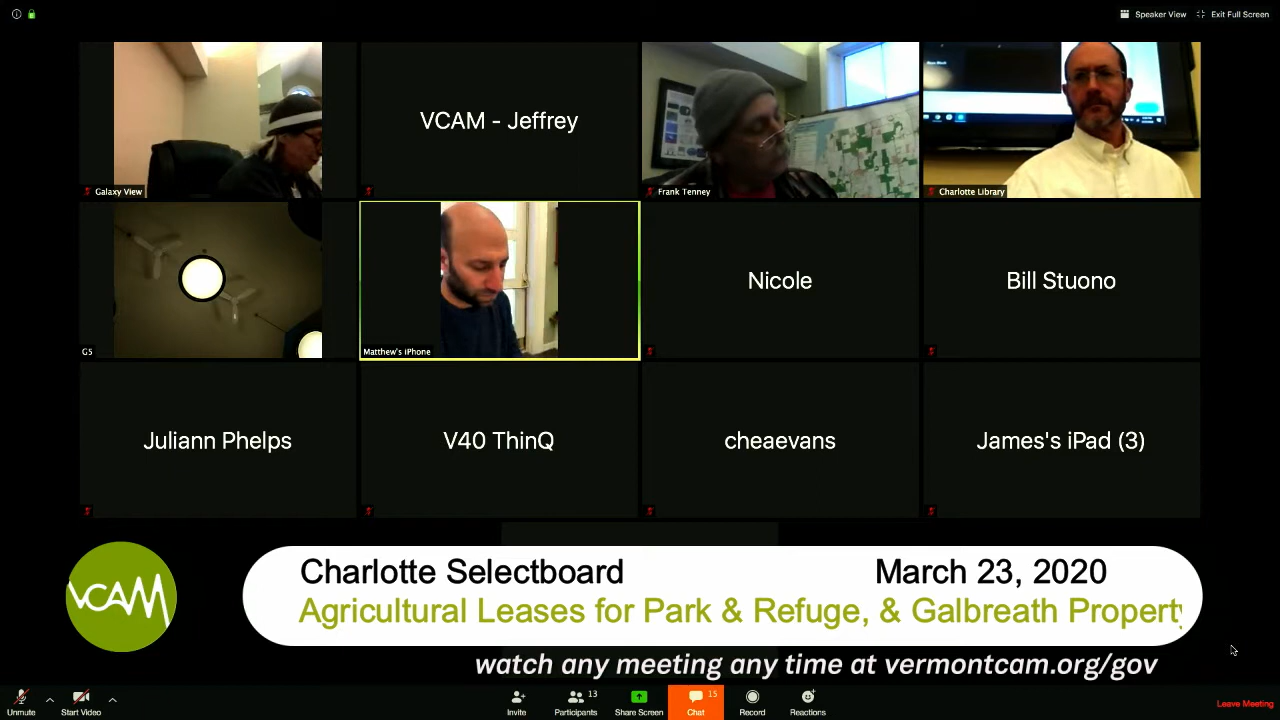 Speaker View
Exit Full Screen
VCAM - Jeffrey
Galaxy View
Frank Tenney
Charlotte Library
Nicole
Bill Stuono
G5
Matthew's iPhone
Juliann Phelps
V40 ThinQ
cheaevans
James's iPad (3)
VCAM
Charlotte Selectboard
March 23, 2020
Agricultural Leases for Park & Refuge, & Galbreath Property
watch any meeting any time at vermontcam.org/gov
Unmute
Start Video
Invite
13
Participants
Share Screen
15
Chat
Record
Reactions
Leave Meeting